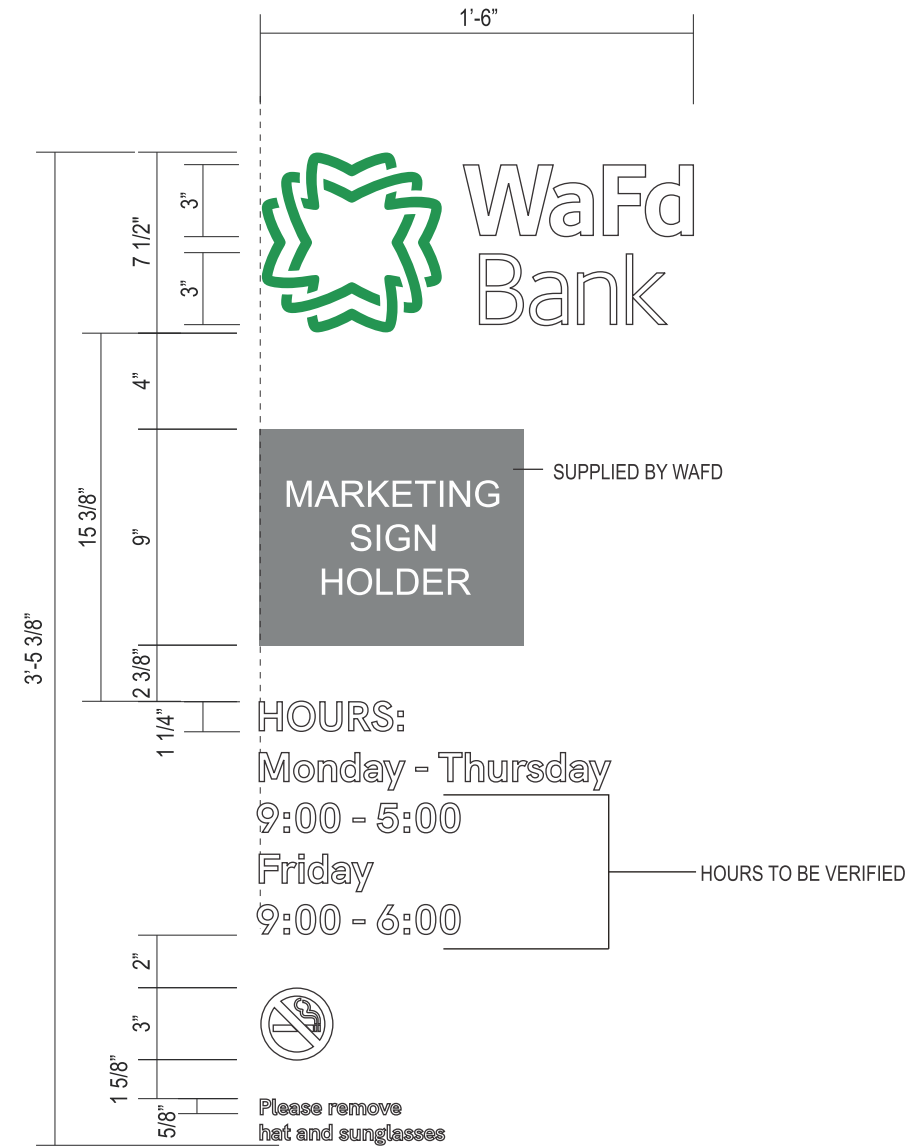 1’-6”
WaFd
Bank
3”
7 1/2"
3”
4”
MARKETING
SIGN
HOLDER
SUPPLIED BY WAFD
15 3/8”
9”
3’-5 3/8”
2 3/8”
1 1/4”
HOURS:
Monday - Thursday
9:00 - 5:00
Friday
9:00 - 6:00
HOURS TO BE VERIFIED
2”
3”
1 5/8”
5/8”
Please remove
hat and sunglasses